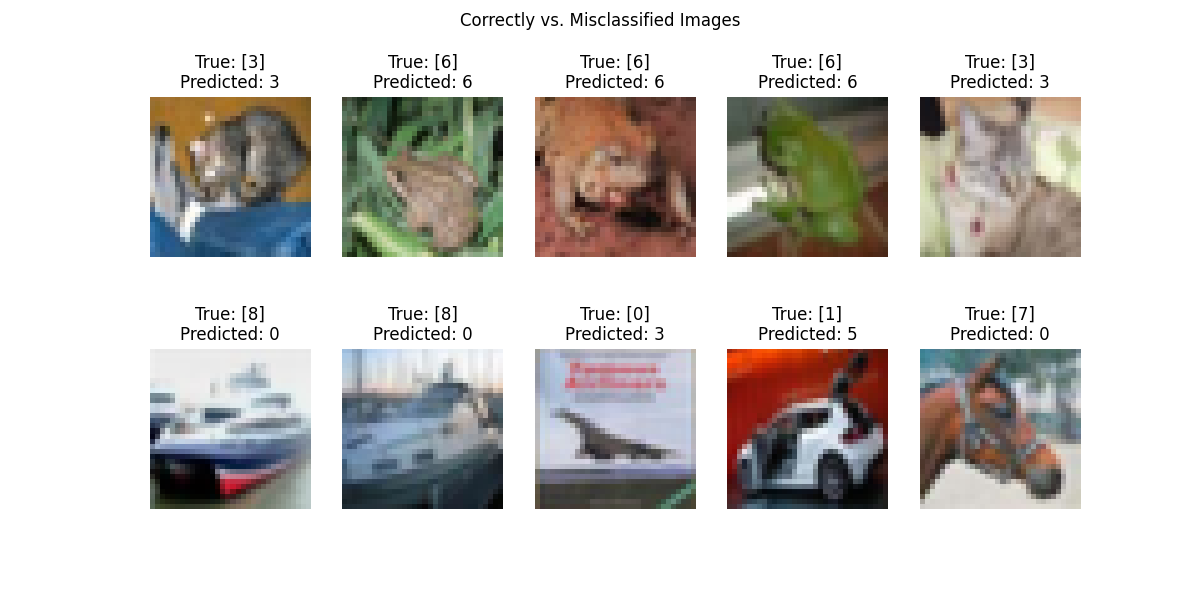 Correctly vs. Misclassified Images
True: [3]
Predicted: 3
True: [6]
Predicted: 6
True: [6]
Predicted: 6
True: [6]
Predicted: 6
True: [3]
Predicted: 3
True: [8]
Predicted: 0
True: [8]
Predicted: 0
True: [0]
Predicted: 3
True: [1]
Predicted: 5
True: [7]
Predicted: 0